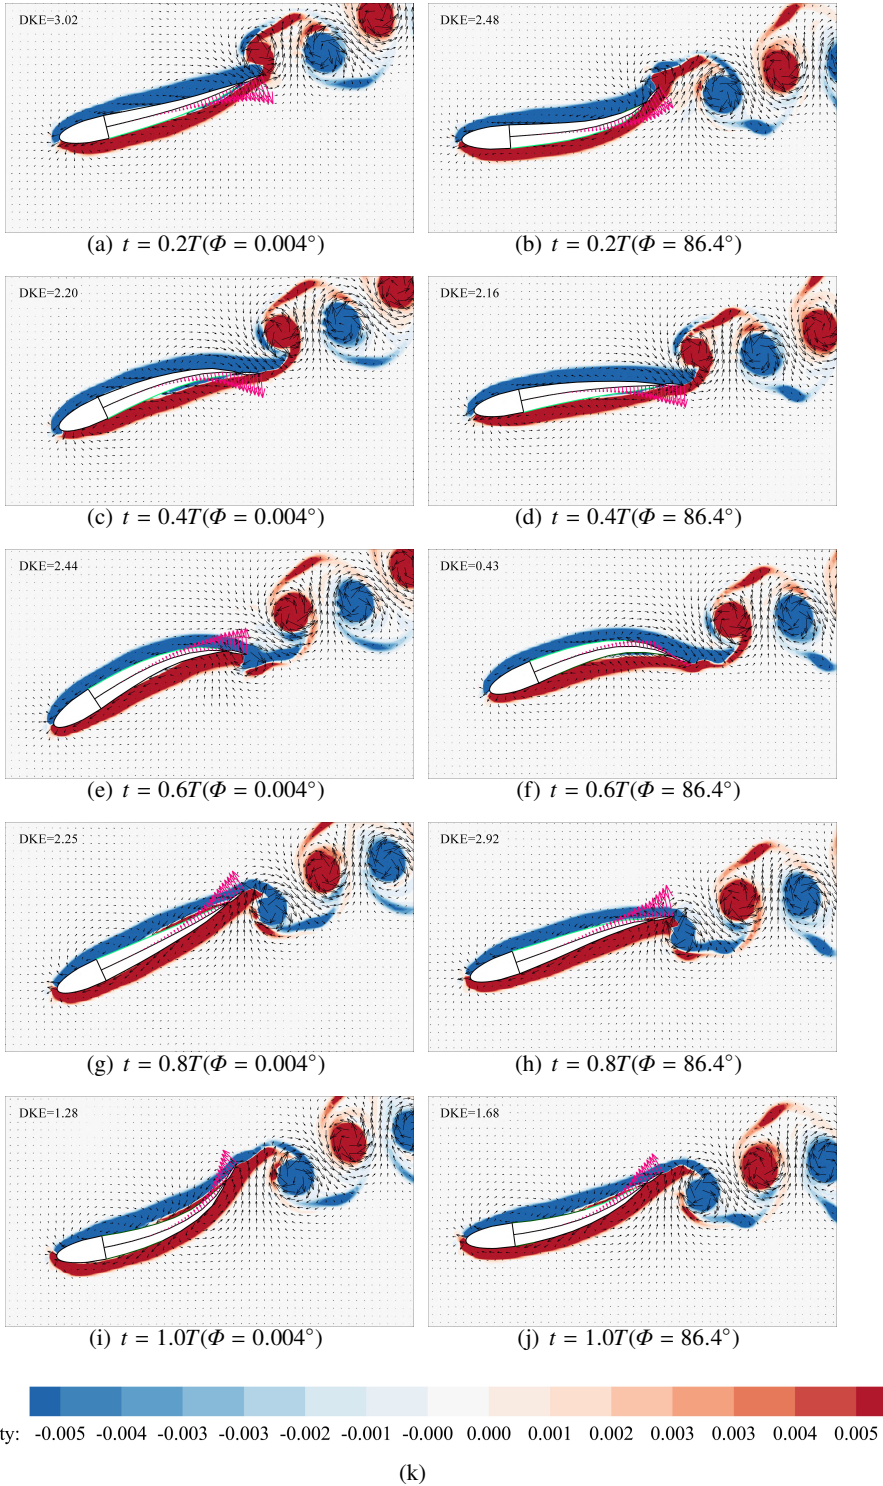 DKE=3.02
DKE=2.48
(a) t = 0.2T(Φ = 0.004°)
(b) t = 0.2T(Φ = 86.4°)
DKE=2.20
DKE=2.16
(c) t = 0.4T(Φ = 0.004°)
(d) t = 0.4T(Φ = 86.4°)
DKE=2.44
DKE=0.43
(e) t = 0.6T(Φ = 0.004°)
(f) t = 0.6T(Φ = 86.4°)
DKE=2.25
DKE=2.92
(g) t = 0.8T(Φ = 0.004°)
(h) t = 0.8T(Φ = 86.4°)
DKE=1.28
DKE=1.68
(i) t = 1.0T(Φ = 0.004°)
(j) t = 1.0T(Φ = 86.4°)
ty: -0.005 -0.004 -0.003 -0.003 -0.002 -0.001 -0.000 0.000 0.001 0.002 0.003 0.003 0.004 0.005
(k)